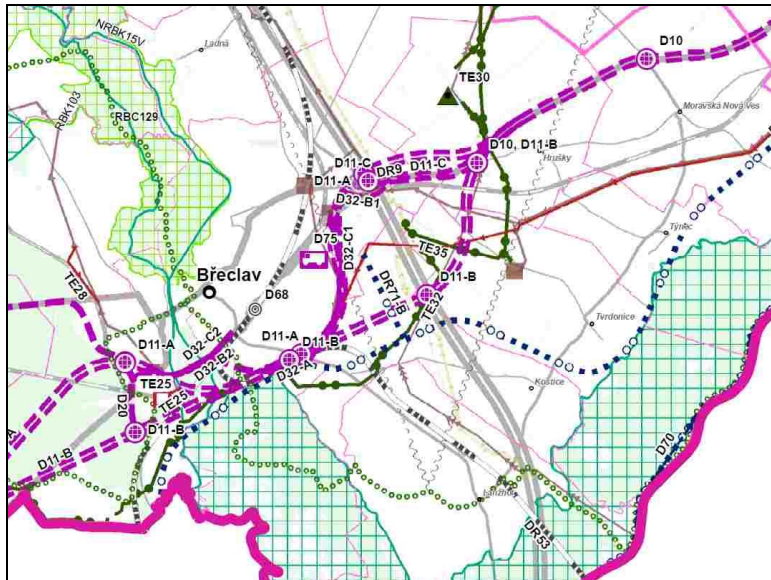 NRBK15V
Ladná
D10
TE30
RBK103
RBC129
Moravská Nová Ves
D10, D11-B
Hrušky
D11-C
DR9
D11-C
D11-A
D32-B1
D75
D32-C1
TE35
Týnec
TE28
Břeclav
DR71B
D11-B
TE32
D68
Tvrdonice
D32-C2
D32-B2
D11-A
D11-A
D11-B
D32-A
TE25
TE25
Kostice
D20
D11-B
D11-B
D70
Lanžhot
DR53